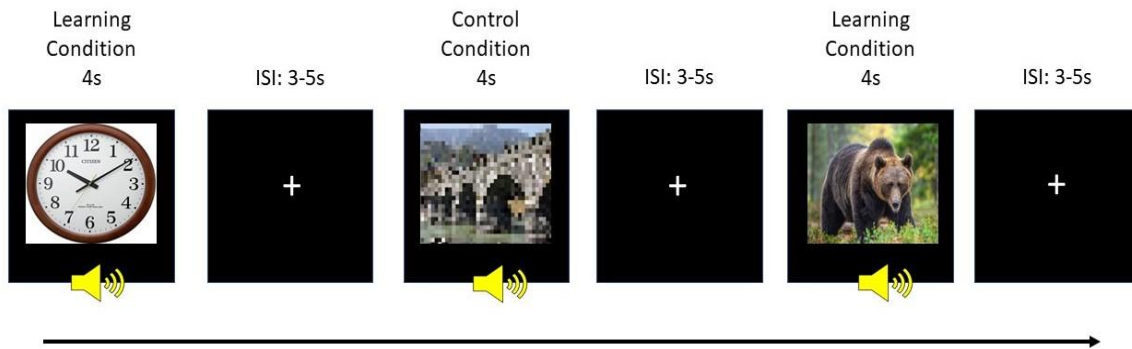 Learning
Condition
4s
ISI: 3-5s
Control
Condition
4s
ISI: 3-5s
Learning
Condition
4s
ISI: 3-5s
12
11
1
10
CITIZEN
2
9
3
8
4
7
5
6